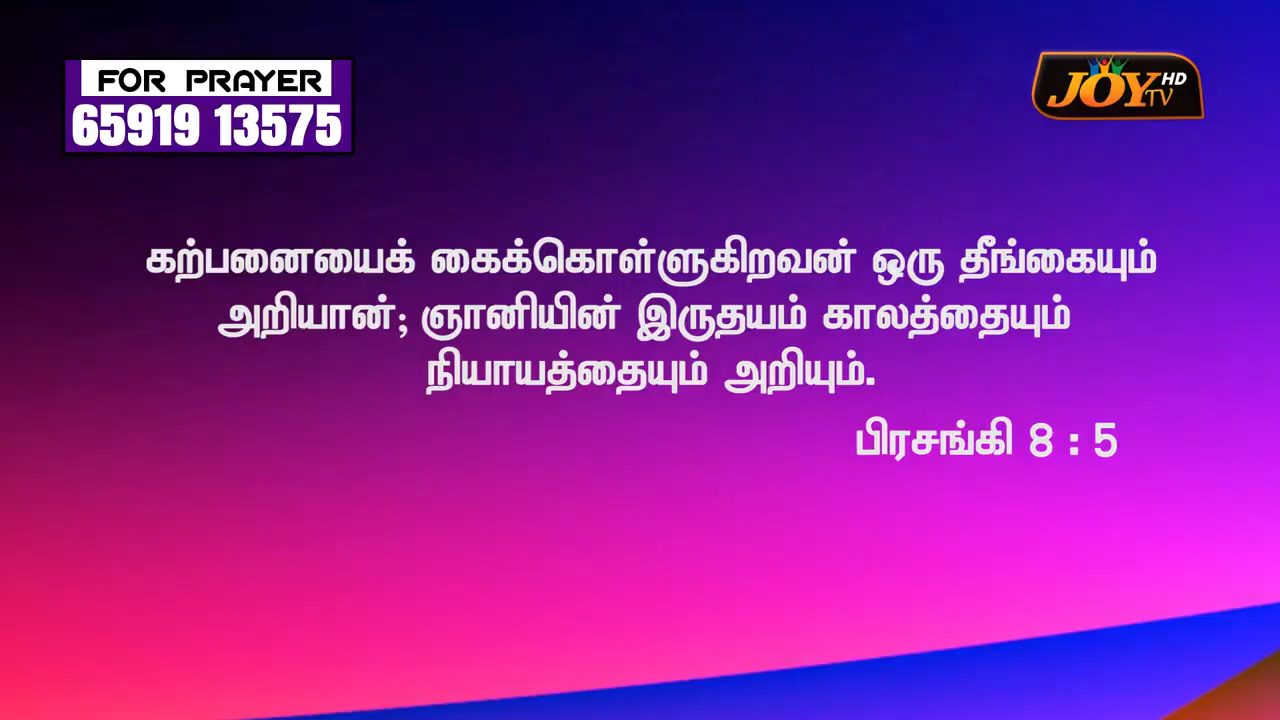 FOR PRAYER
65919 13575
JOY TV HD
கற்பனையைக் கைக்கொள்ளுகிறவன் ஒரு தீங்கையும்
அறியான்; ஞானியின் இருதயம் காலத்தையும்
நியாயத்தையும் அறியும்.
பிரசங்கி 8 : 5